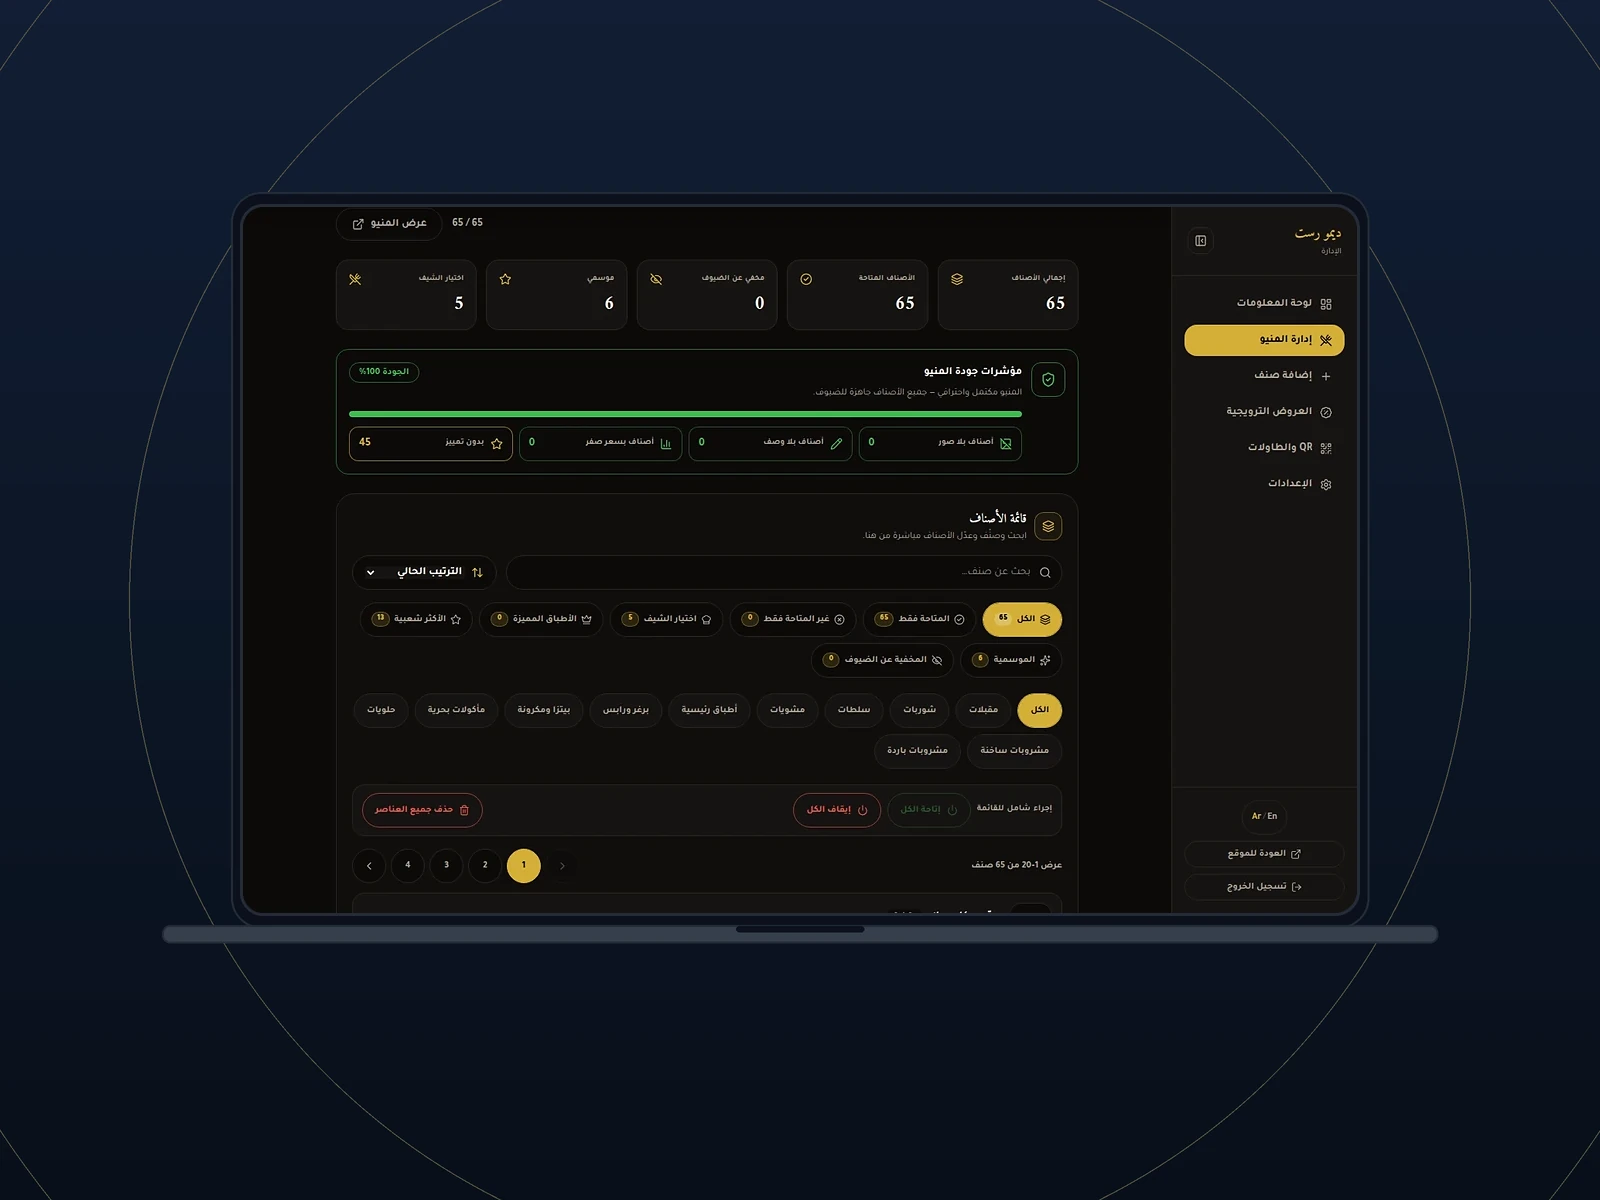 ديمو رست
الإدارة
لوحة المعلومات
إدارة المنيو
إضافة صنف
العروض الترويجية
QR والطاولات
الإعدادات
Ar / En
العودة للموقع
تسجيل الخروج
65 / 65
عرض المنيو
إجمالي الأصناف
65
الأصناف المتاحة
65
مخفي عن الضيوف
0
موسمي
6
اختيار الشيف
5
مؤشرات جودة المنيو
الجودة 100%
المنيو مكتمل واحترافي — جميع الأصناف جاهزة للضيوف.
أصناف بلا صور 0
أصناف بلا وصف 0
أصناف بسعر صفر 0
بدون تمييز 45
قائمة الأصناف
ابحث وصنّف وعدّل الأصناف مباشرة من هنا.
بحث عن صنف...
الترتيب الحالي
الكل 65
المتاحة فقط 65
غير المتاحة فقط 0
اختيار الشيف 5
الأطباق المميزة 0
الأكثر شعبية 13
الموسمية 6
المخفية عن الضيوف 0
الكل
مقبلات
شوربات
سلطات
مشويات
أطباق رئيسية
برغر ورابس
بيتزا ومكرونة
مأكولات بحرية
حلويات
مشروبات ساخنة
مشروبات باردة
إجراء شامل للقائمة
إتاحة الكل
إيقاف الكل
حذف جميع العناصر
عرض 1-20 من 65 صنف
1 2 3 4